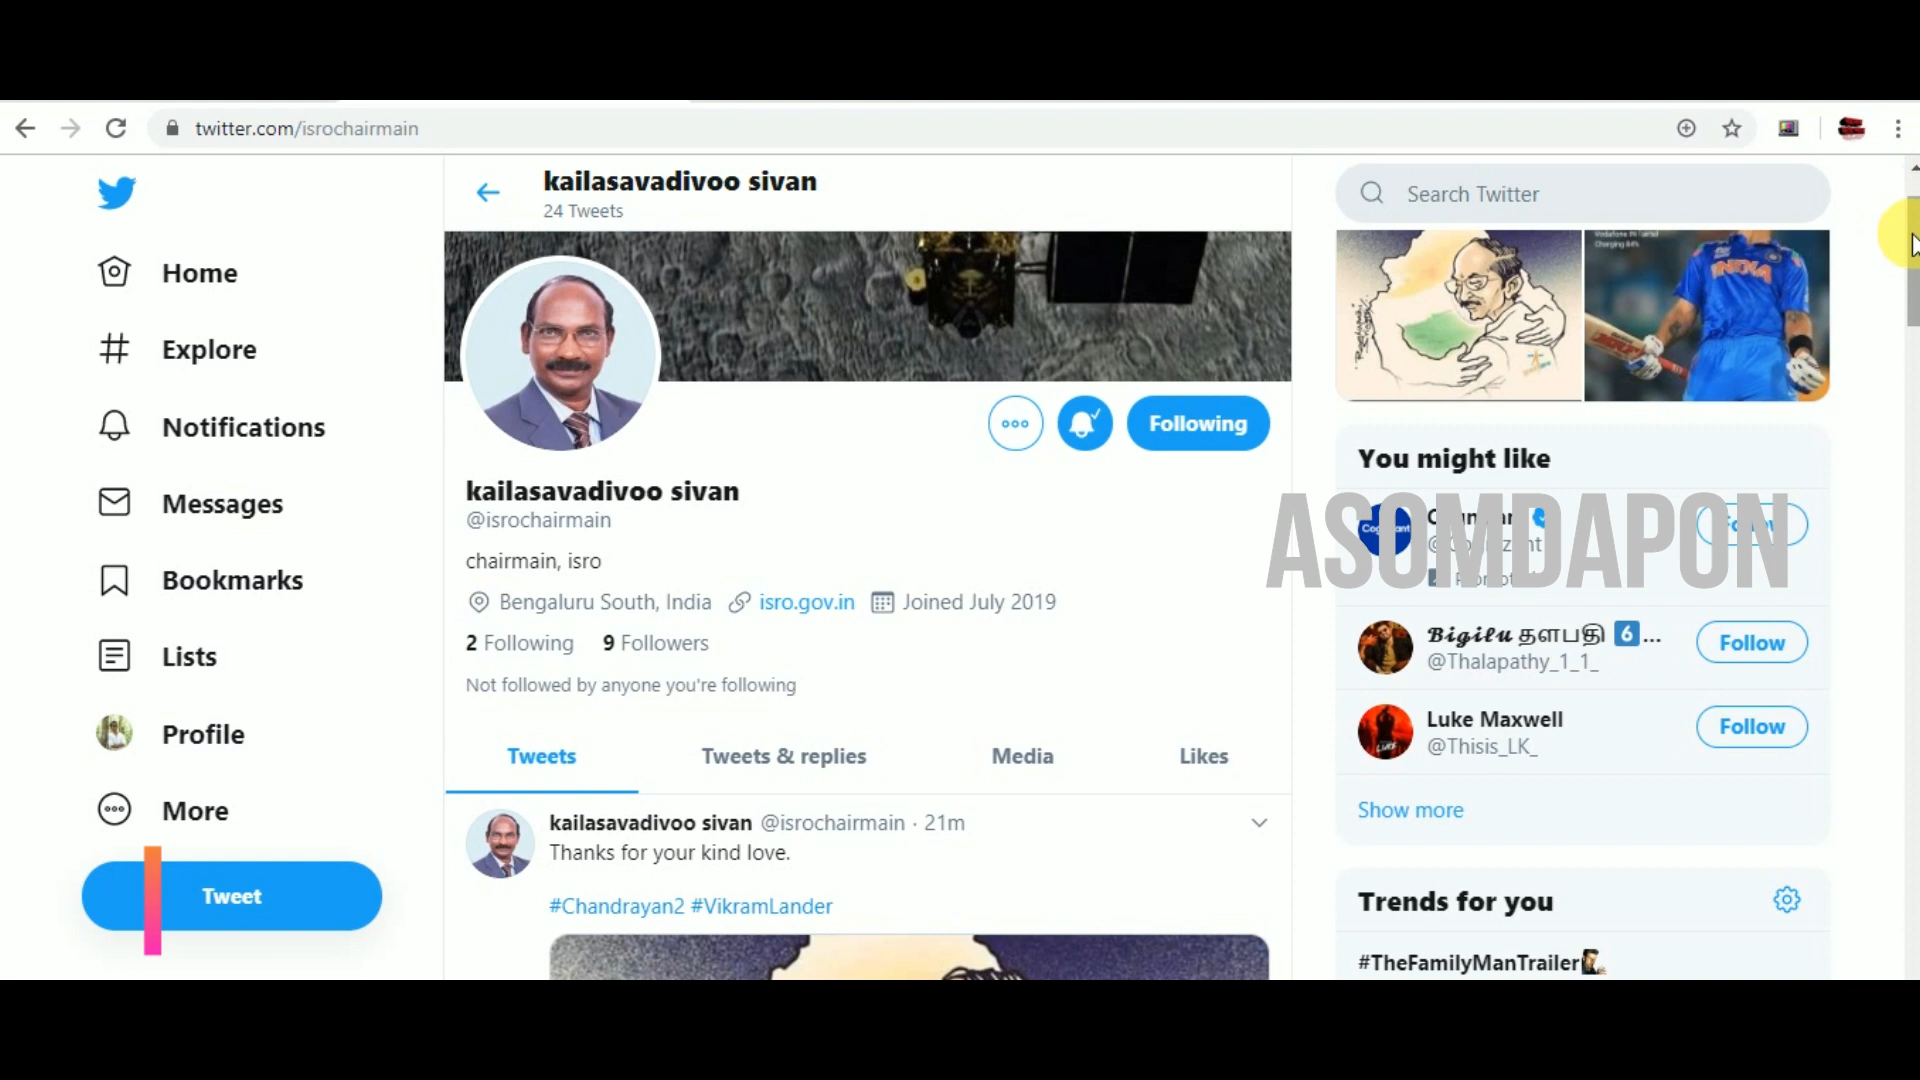 twitter.com/isrochairmain
kailasavadivoo sivan
24 Tweets
Search Twitter
Home
Explore
Notifications
Messages
Bookmarks
Lists
Profile
More
Tweet
Following
kailasavadivoo sivan
@isrochairmain
chairmain, isro
Bengaluru South, India isro.gov.in Joined July 2019
2 Following 9 Followers
Not followed by anyone you're following
Tweets Tweets & replies Media Likes
kailasavadivoo sivan @isrochairmain · 21m
Thanks for your kind love.
#Chandrayan2 #VikramLander
INDIA
You might like
ASOMDAPON
Follow
𝓑𝓲𝓰𝓲𝓵𝓾 தளபதி 6 ...
@Thalapathy_1_1_
Follow
Luke Maxwell
@Thisis_LK_
Follow
Show more
Trends for you
#TheFamilyManTrailer